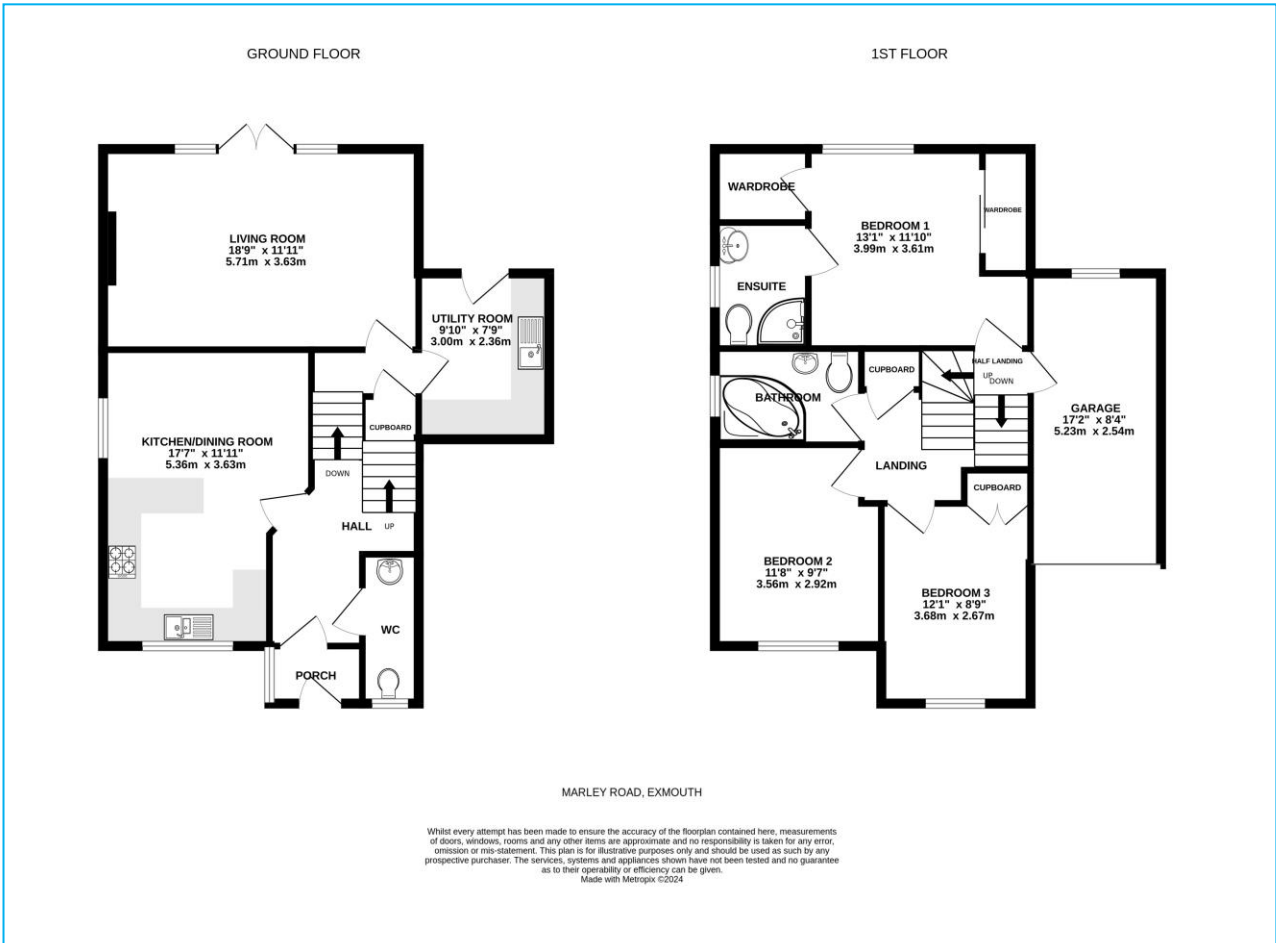 GROUND FLOOR
LIVING ROOM
18'9" x 11'11"
5.71m x 3.63m
UTILITY ROOM
9'10" x 7'9"
3.00m x 2.36m
CUPBOARD
KITCHEN/DINING ROOM
17'7" x 11'11"
5.36m x 3.63m
DOWN
HALL
UP
WC
PORCH
1ST FLOOR
WARDROBE
WARDROBE
BEDROOM 1
13'1" x 11'10"
3.99m x 3.61m
ENSUITE
HALF LANDING
UP
DOWN
CUPBOARD
BATHROOM
GARAGE
17'2" x 8'4"
5.23m x 2.54m
LANDING
CUPBOARD
BEDROOM 2
11'8" x 9'7"
3.56m x 2.92m
BEDROOM 3
12'1" x 8'9"
3.68m x 2.67m
MARLEY ROAD, EXMOUTH
Whilst every attempt has been made to ensure the accuracy of the floorplan contained here, measurements
of doors, windows, rooms and any other items are approximate and no responsibility is taken for any error,
omission or mis-statement. This plan is for illustrative purposes only and should be used as such by any
prospective purchaser. The services, systems and appliances shown have not been tested and no guarantee
as to their operability or efficiency can be given.
Made with Metropix ©2024